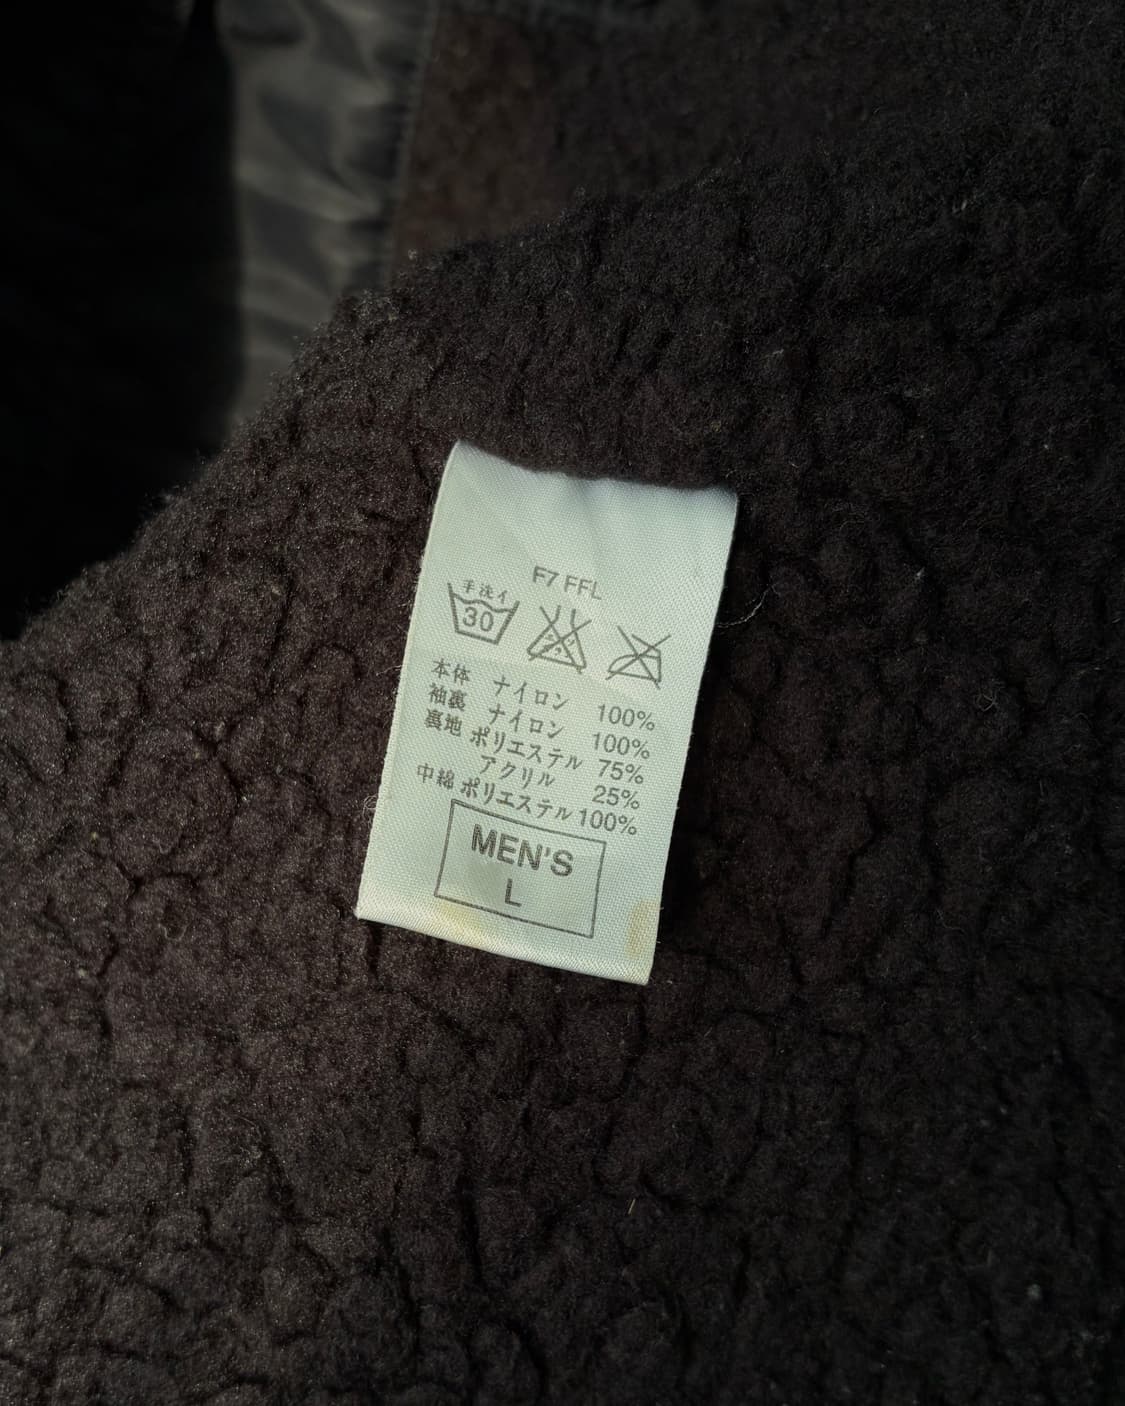 F7 FFL
手洗イ
30
本体 ナイロン 100%
袖裏 ナイロン 100%
裏地 ポリエステル 75%
アクリル 25%
中綿 ポリエステル 100%
MEN'S
L